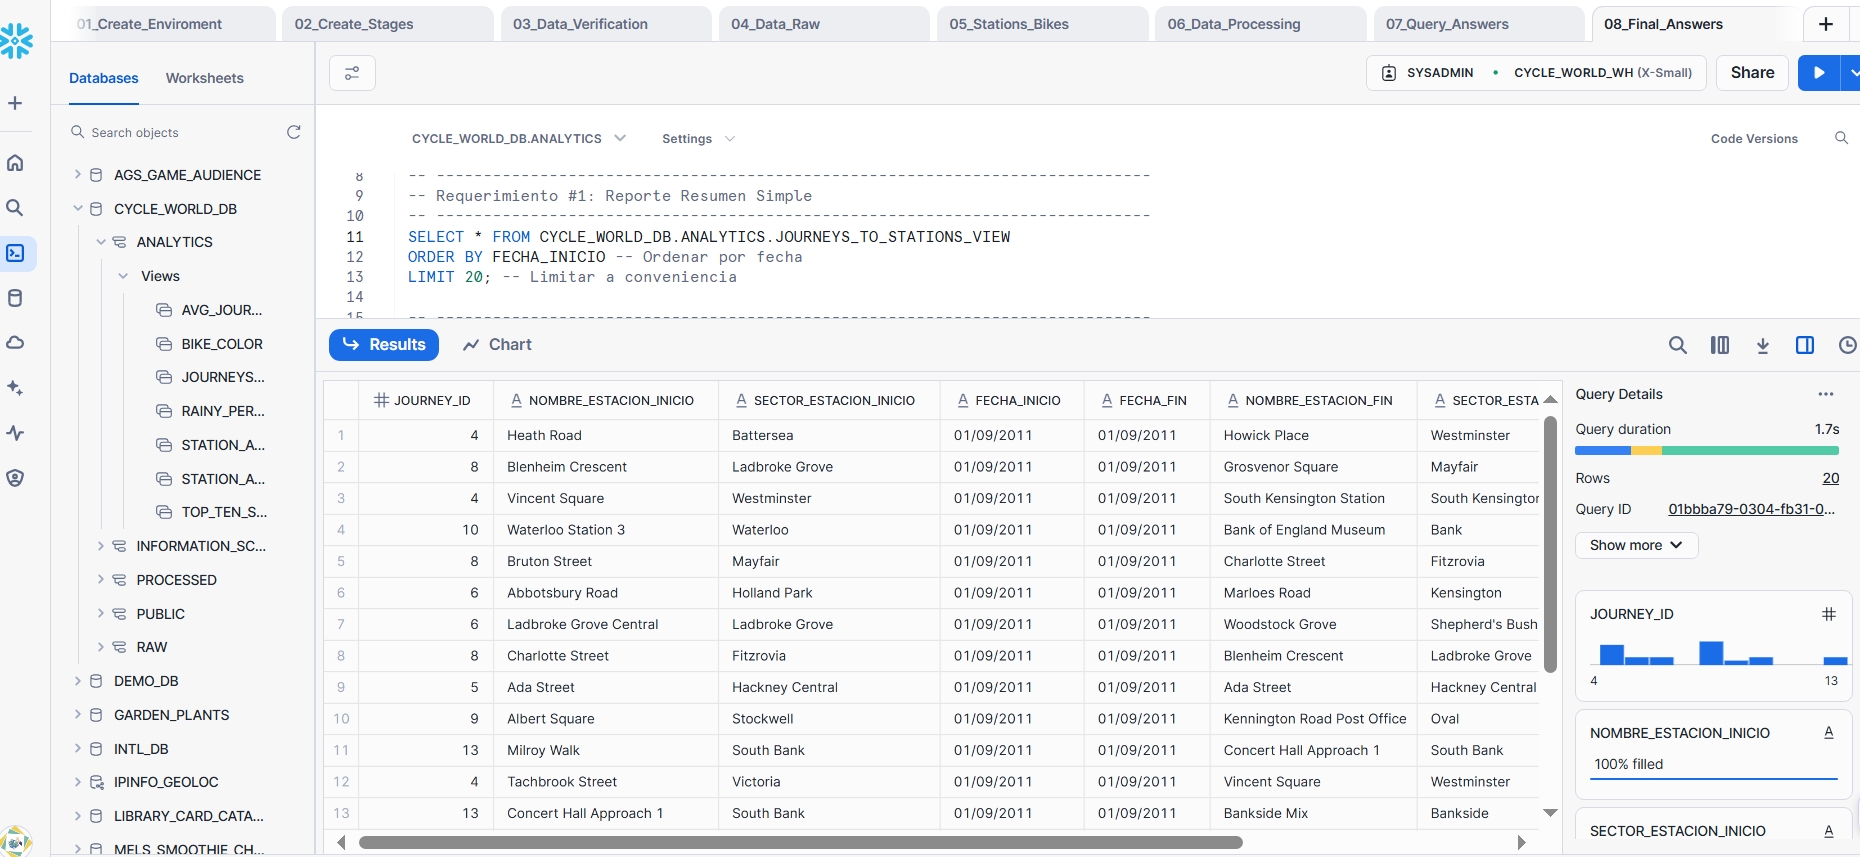 01_Create_Enviroment 02_Create_Stages 03_Data_Verification 04_Data_Raw 05_Stations_Bikes 06_Data_Processing 07_Query_Answers 08_Final_Answers
Databases Worksheets
SYSADMIN • CYCLE_WORLD_WH (X-Small) Share
Search objects
CYCLE_WORLD_DB.ANALYTICS Settings Code Versions
AGS_GAME_AUDIENCE
CYCLE_WORLD_DB
ANALYTICS
Views
AVG_JOUR...
BIKE_COLOR
JOURNEYS...
RAINY_PER...
STATION_A...
STATION_A...
TOP_TEN_S...
INFORMATION_SC...
PROCESSED
PUBLIC
RAW
DEMO_DB
GARDEN_PLANTS
INTL_DB
IPINFO_GEOLOC
LIBRARY_CARD_CATA...
MELS_SMOOTHIE_CH...
8 -- ----------------------------------------------------------------------------
9 -- Requerimiento #1: Reporte Resumen Simple
10 -- ----------------------------------------------------------------------------
11 SELECT * FROM CYCLE_WORLD_DB.ANALYTICS.JOURNEYS_TO_STATIONS_VIEW
12 ORDER BY FECHA_INICIO -- Ordenar por fecha
13 LIMIT 20; -- Limitar a conveniencia
14
15 -- ----------------------------------------------------------------------------
Results Chart
# JOURNEY_ID A NOMBRE_ESTACION_INICIO A SECTOR_ESTACION_INICIO A FECHA_INICIO A FECHA_FIN A NOMBRE_ESTACION_FIN A SECTOR_ESTA
1 4 Heath Road Battersea 01/09/2011 01/09/2011 Howick Place Westminster
2 8 Blenheim Crescent Ladbroke Grove 01/09/2011 01/09/2011 Grosvenor Square Mayfair
3 4 Vincent Square Westminster 01/09/2011 01/09/2011 South Kensington Station South Kensington
4 10 Waterloo Station 3 Waterloo 01/09/2011 01/09/2011 Bank of England Museum Bank
5 8 Bruton Street Mayfair 01/09/2011 01/09/2011 Charlotte Street Fitzrovia
6 6 Abbotsbury Road Holland Park 01/09/2011 01/09/2011 Marloes Road Kensington
7 6 Ladbroke Grove Central Ladbroke Grove 01/09/2011 01/09/2011 Woodstock Grove Shepherd's Bush
8 8 Charlotte Street Fitzrovia 01/09/2011 01/09/2011 Blenheim Crescent Ladbroke Grove
9 5 Ada Street Hackney Central 01/09/2011 01/09/2011 Ada Street Hackney Central
10 9 Albert Square Stockwell 01/09/2011 01/09/2011 Kennington Road Post Office Oval
11 13 Milroy Walk South Bank 01/09/2011 01/09/2011 Concert Hall Approach 1 South Bank
12 4 Tachbrook Street Victoria 01/09/2011 01/09/2011 Vincent Square Westminster
13 13 Concert Hall Approach 1 South Bank 01/09/2011 01/09/2011 Bankside Mix Bankside
Query Details ...
Query duration 1.7s
Rows 20
Query ID 01bbba79-0304-fb31-0...
Show more
JOURNEY_ID #
4 13
NOMBRE_ESTACION_INICIO A
100% filled
SECTOR_ESTACION_INICIO A